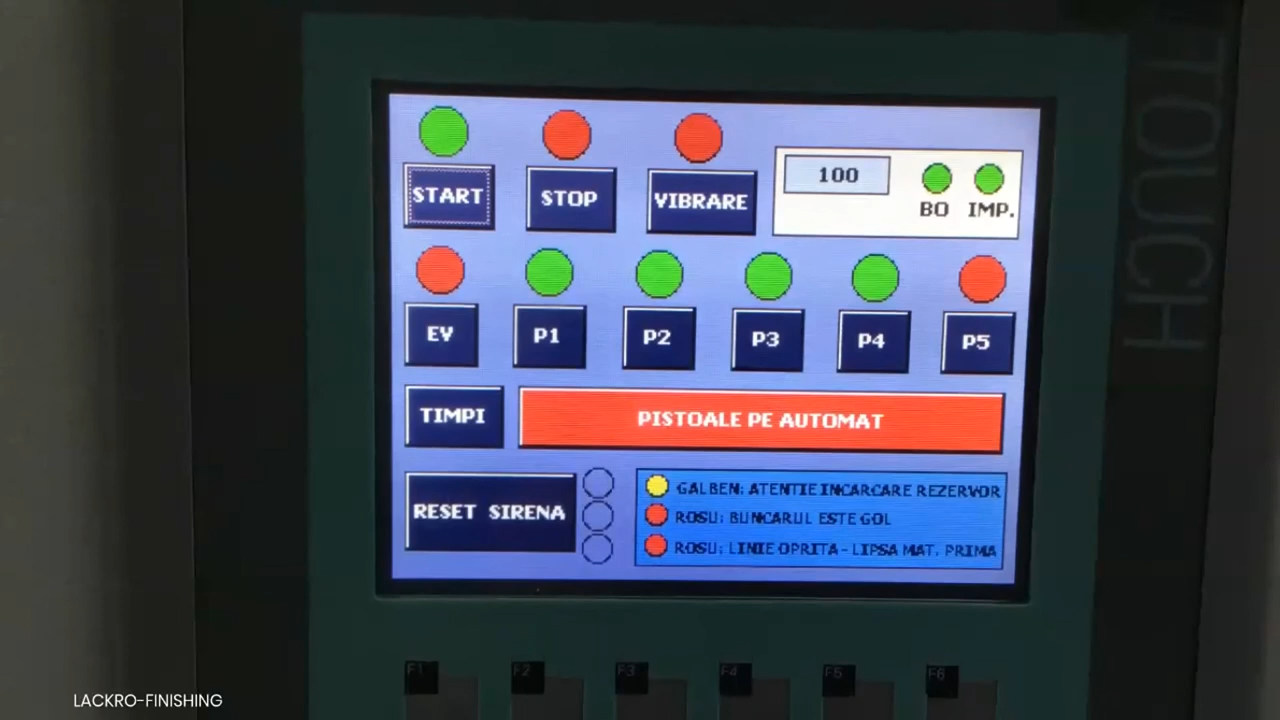 START
STOP
VIBRARE
100
BO IMP.
EV
P1
P2
P3
P4
P5
TIMPI
PISTOALE PE AUTOMAT
RESET SIRENA
GALBEN: ATENTIE INCARCARE REZERVOR
ROSU: BUNCARUL ESTE GOL
ROSU: LINIE OPRITA - LIPSA MAT. PRIMA
TOUCH
F1
F2
F3
F4
F5
F6
LACKRO-FINISHING